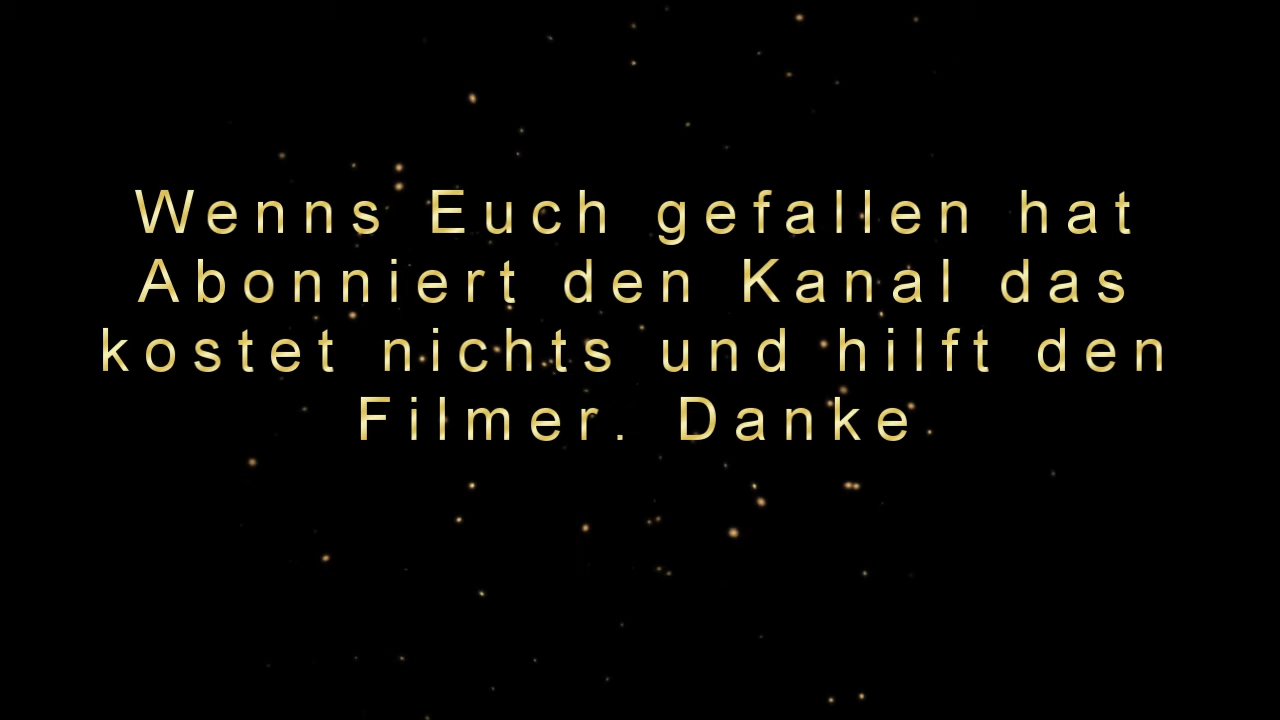 Wenns Euch gefallen hat
Abonniert den Kanal das
kostet nichts und hilft den
Filmer. Danke